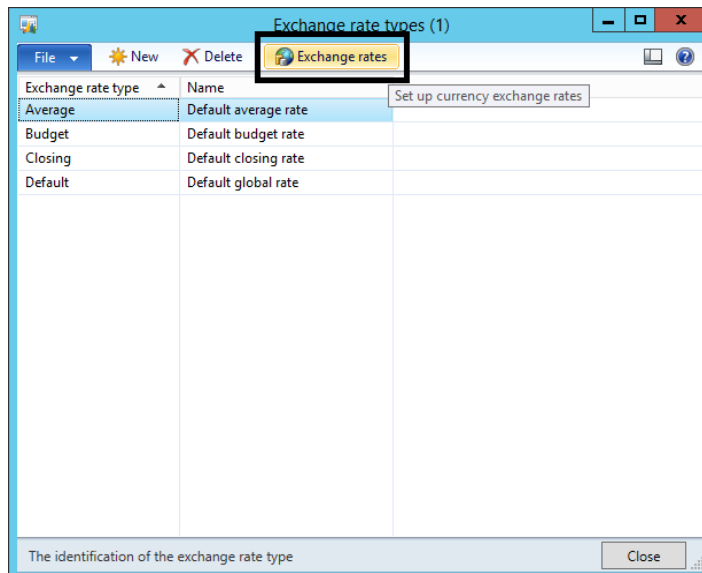 Exchange rate types (1)
File New Delete Exchange rates
Exchange rate type Name
Set up currency exchange rates
Average Default average rate
Budget Default budget rate
Closing Default closing rate
Default Default global rate
The identification of the exchange rate type Close